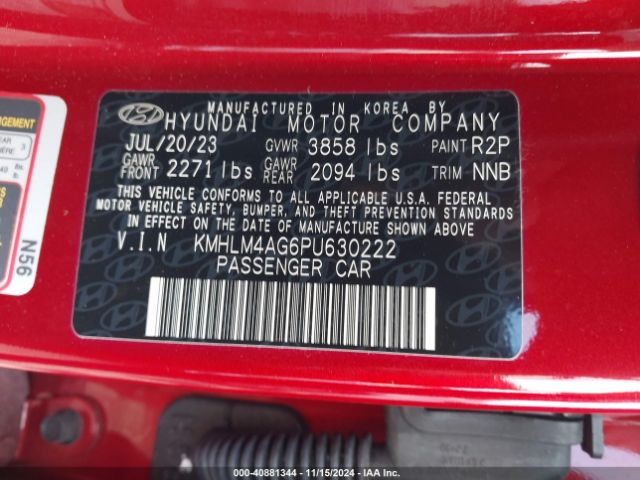 MANUFACTURED IN KOREA BY
HYUNDAI MOTOR COMPANY
JUL/20/23 GVWR 3858 lbs PAINT R2P
GAWR FRONT 2271 lbs GAWR REAR 2094 lbs TRIM NNB
THIS VEHICLE CONFORMS TO ALL APPLICABLE U.S.A. FEDERAL
MOTOR VEHICLE SAFETY, BUMPER, AND THEFT PREVENTION STANDARDS
IN EFFECT ON THE DATE OF MANUFACTURE SHOWN ABOVE
V.I.N KMHLM4AG6PU630222
PASSENGER CAR
N56
000-40881344 | 11/15/2024 | IAA Inc.